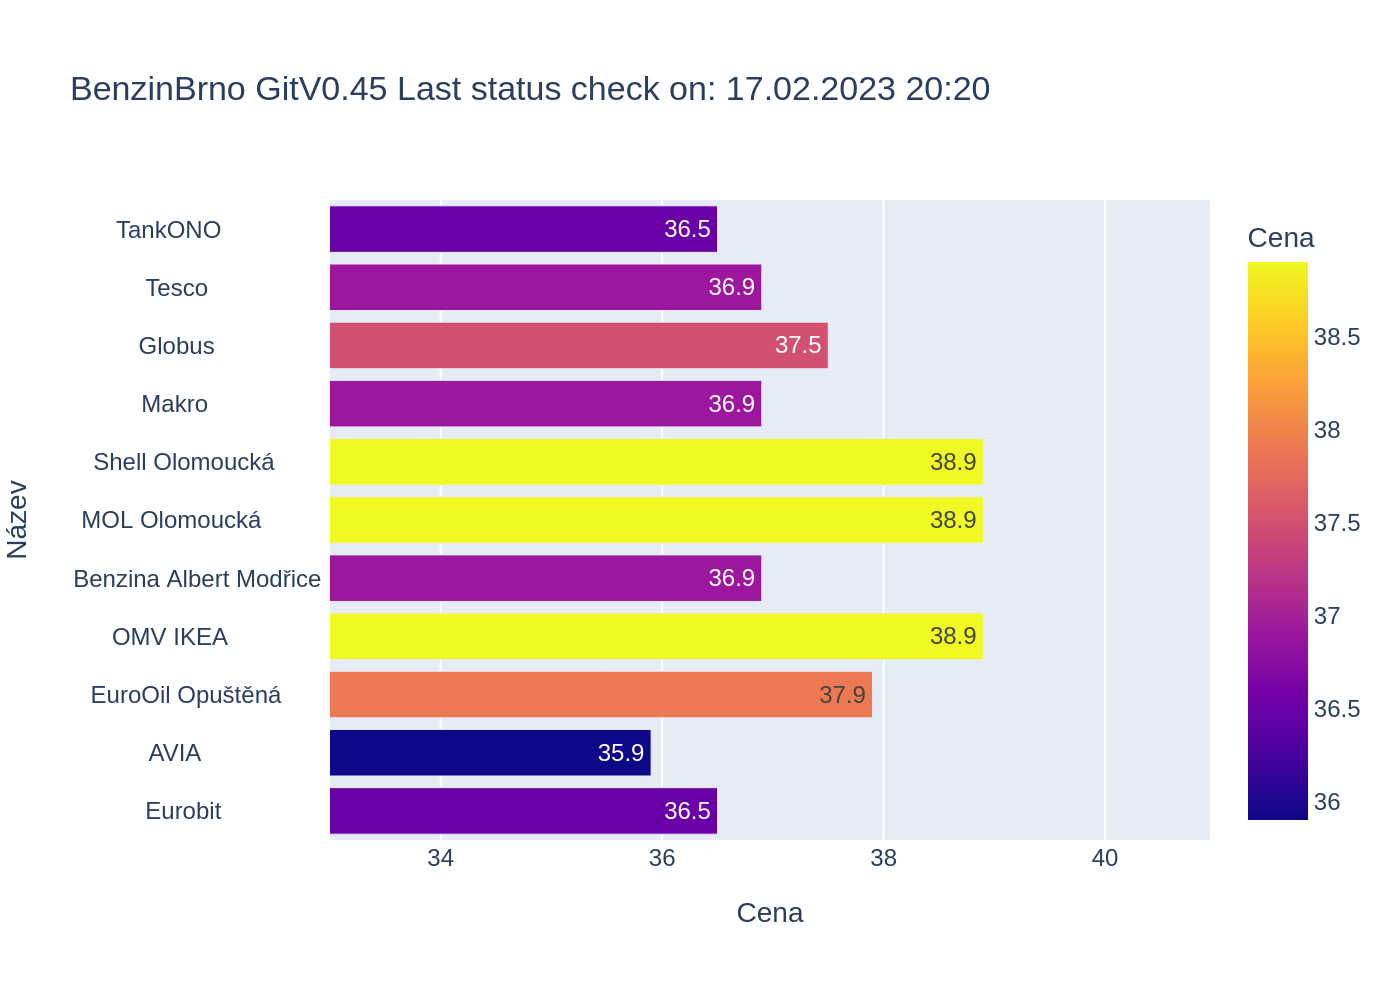 BenzinBrno GitV0.45 Last status check on: 17.02.2023 20:20
Název
TankONO 36.5
Tesco 36.9
Globus 37.5
Makro 36.9
Shell Olomoucká 38.9
MOL Olomoucká 38.9
Benzina Albert Modřice 36.9
OMV IKEA 38.9
EuroOil Opuštěná 37.9
AVIA 35.9
Eurobit 36.5
34 36 38 40
Cena
Cena
38.5
38
37.5
37
36.5
36